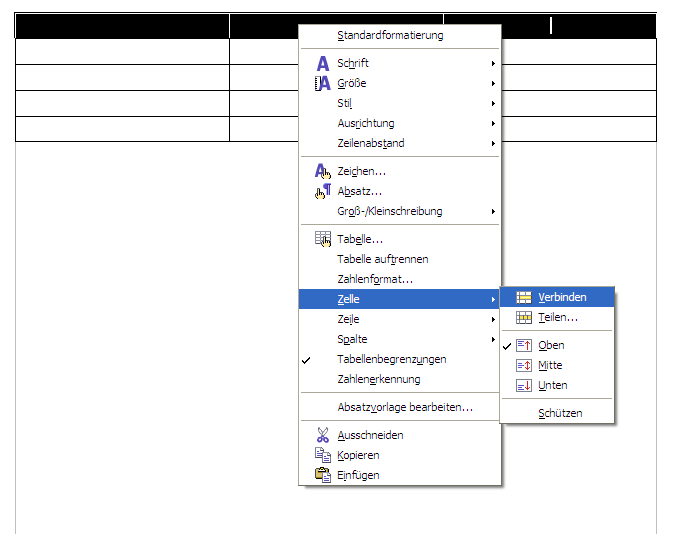 Standardformatierung
Schrift
Größe
Stil
Ausrichtung
Zeilenabstand
Zeichen...
Absatz...
Groß-/Kleinschreibung
Tabelle...
Tabelle auftrennen
Zahlenformat...
Zelle
Zeile
Spalte
Tabellenbegrenzungen
Zahlenerkennung
Absatzvorlage bearbeiten...
Ausschneiden
Kopieren
Einfügen
Verbinden
Teilen...
Oben
Mitte
Unten
Schützen